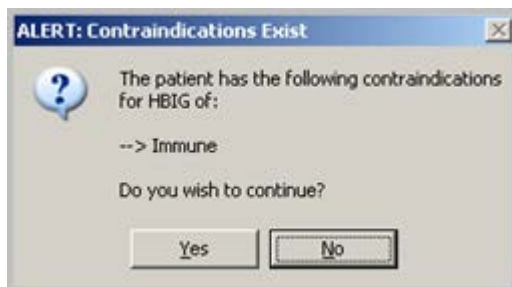 ALERT: Contraindications Exist
The patient has the following contraindications
for HBIG of:
--> Immune
Do you wish to continue?
Yes No